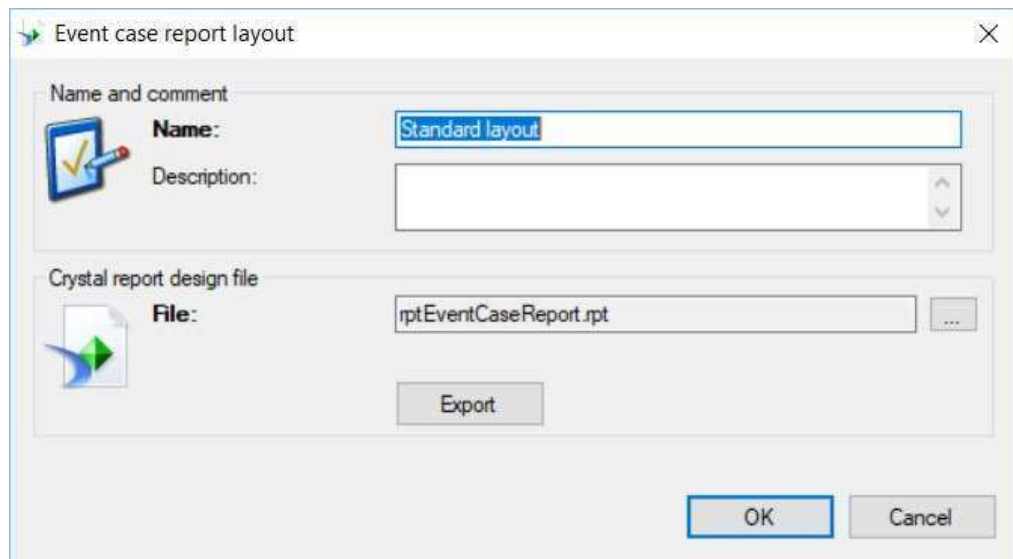 Event case report layout
Name and comment
Name: Standard layout
Description:
Crystal report design file
File: rptEventCaseReport.rpt ...
Export
OK Cancel